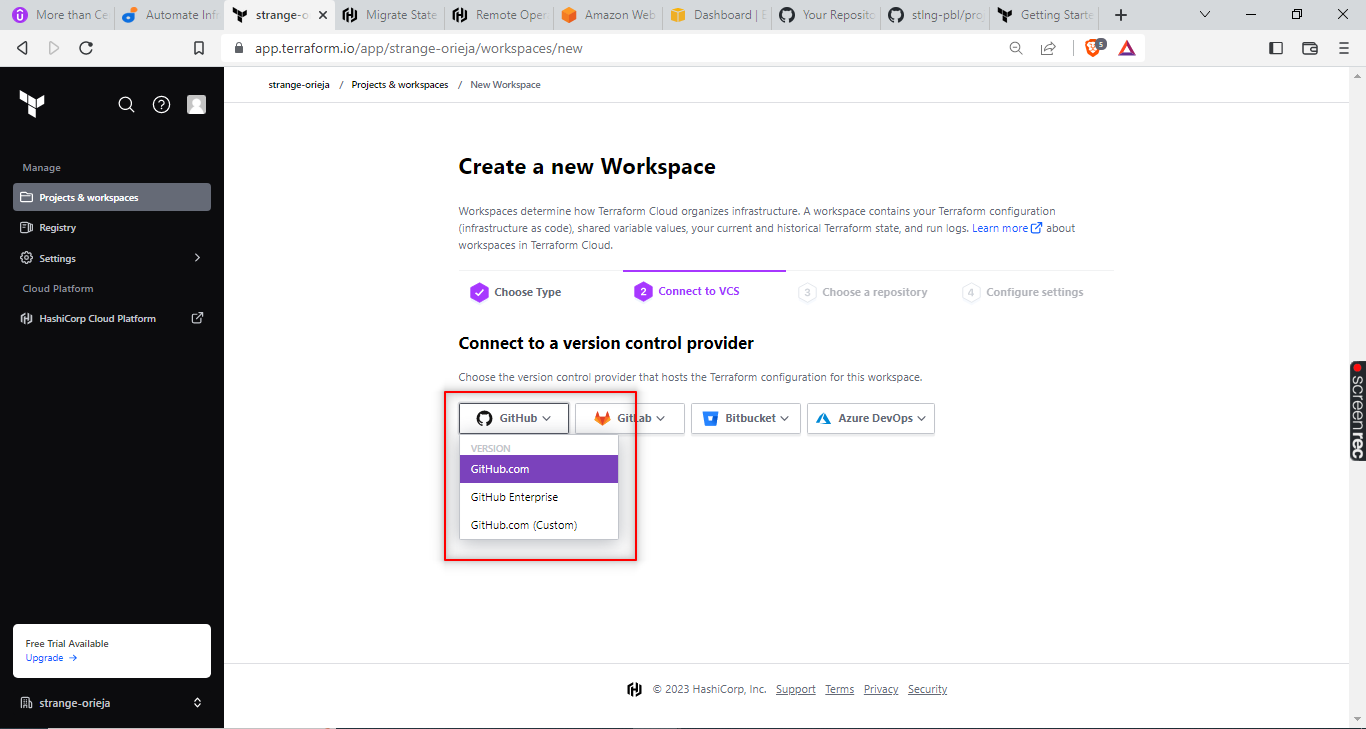 More than Ce
Automate Inf
strange-o
Migrate State
Remote Oper
Amazon Web
Dashboard | E
Your Reposito
stlng-pbl/pro
Getting Starte
app.terraform.io/app/strange-orieja/workspaces/new
5
strange-orieja / Projects & workspaces / New Workspace
Manage
Projects & workspaces
Registry
Settings
Cloud Platform
HashiCorp Cloud Platform
Create a new Workspace
Workspaces determine how Terraform Cloud organizes infrastructure. A workspace contains your Terraform configuration
(infrastructure as code), shared variable values, your current and historical Terraform state, and run logs. Learn more about
workspaces in Terraform Cloud.
Choose Type
2 Connect to VCS
3 Choose a repository
4 Configure settings
Connect to a version control provider
Choose the version control provider that hosts the Terraform configuration for this workspace.
GitHub
GitLab
Bitbucket
Azure DevOps
VERSION
GitHub.com
GitHub Enterprise
GitHub.com (Custom)
screenrec
Free Trial Available
Upgrade →
strange-orieja
© 2023 HashiCorp, Inc. Support Terms Privacy Security